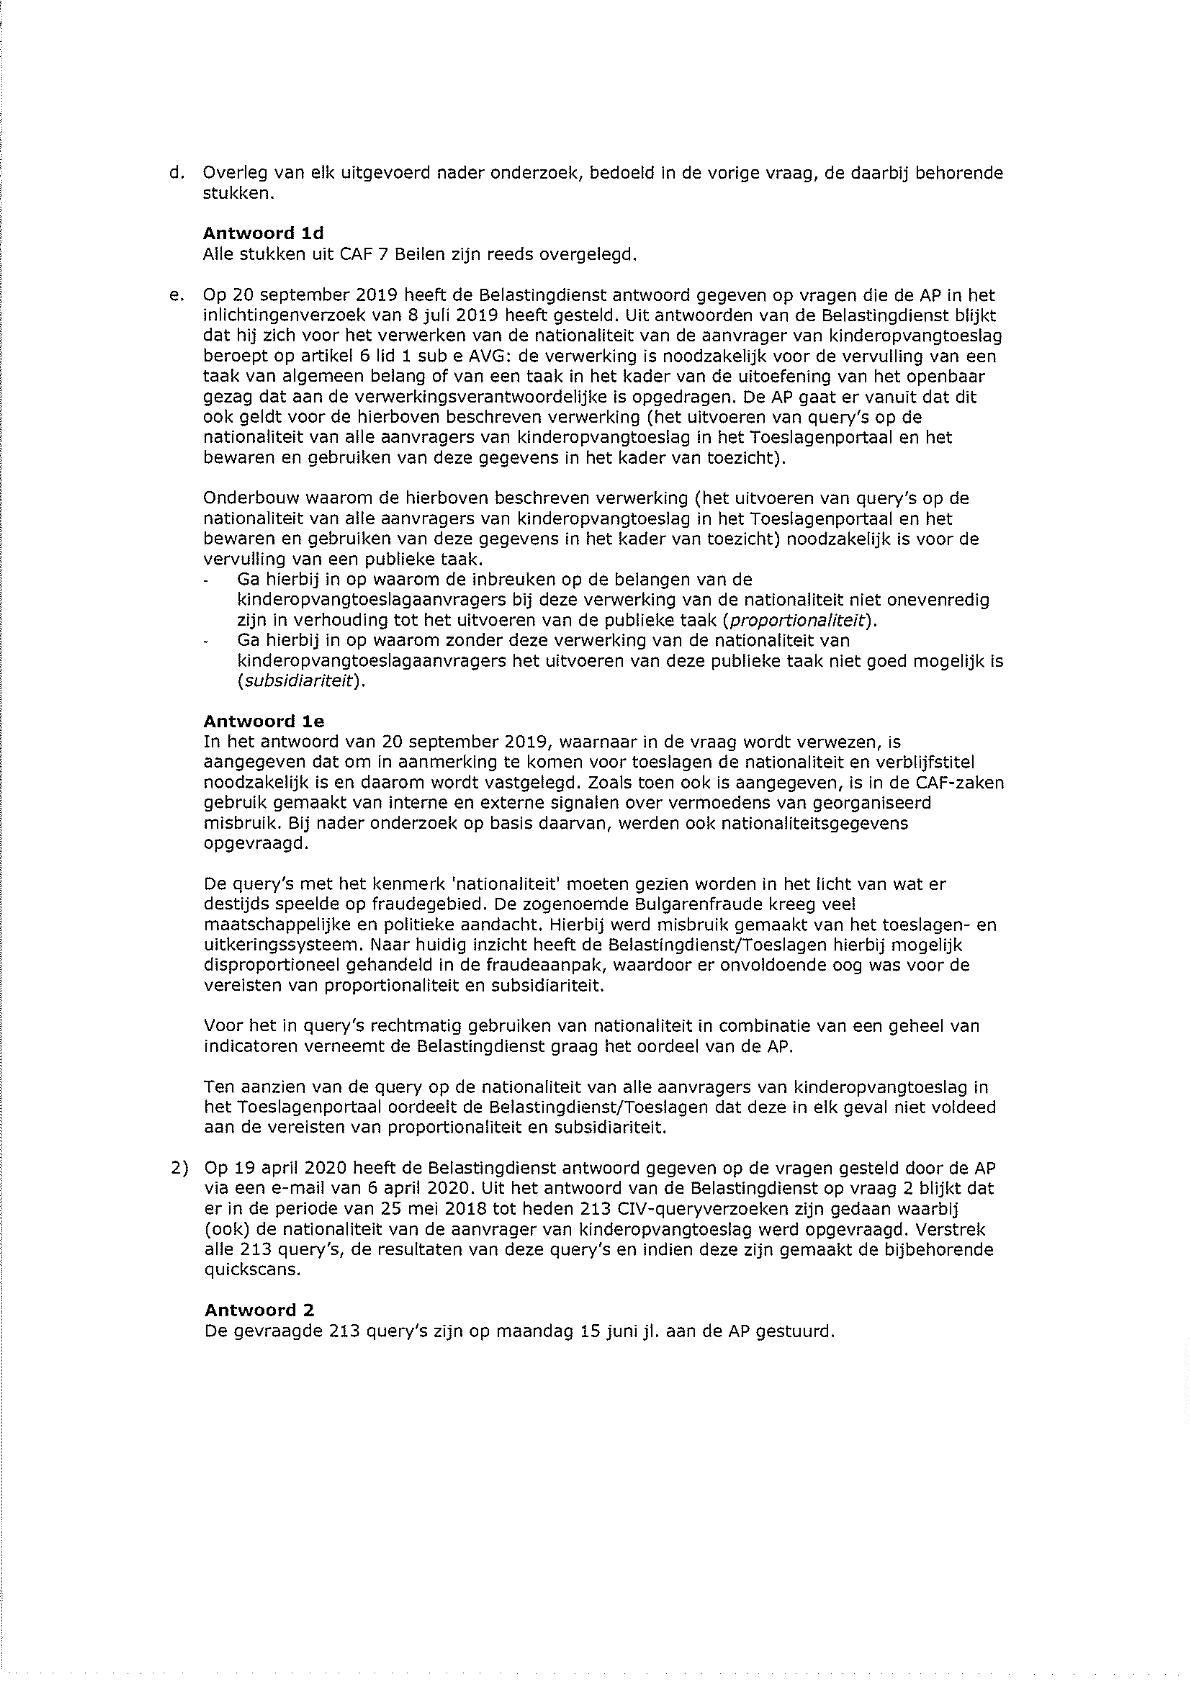 d. Overleg van elk uitgevoerd nader onderzoek, bedoeld in de vorige vraag, de daarbij behorende
stukken.
Antwoord 1d
Alle stukken uit CAF 7 Beilen zijn reeds overgelegd.
e. Op 20 september 2019 heeft de Belastingdienst antwoord gegeven op vragen die de AP in het
inlichtingenverzoek van 8 juli 2019 heeft gesteld. Uit antwoorden van de Belastingdienst blijkt
dat hij zich voor het verwerken van de nationaliteit van de aanvrager van kinderopvangtoeslag
beroept op artikel 6 lid 1 sub e AVG: de verwerking is noodzakelijk voor de vervulling van een
taak van algemeen belang of van een taak in het kader van de uitoefening van het openbaar
gezag dat aan de verwerkingsverantwoordelijke is opgedragen. De AP gaat er vanuit dat dit
ook geldt voor de hierboven beschreven verwerking (het uitvoeren van query's op de
nationaliteit van alle aanvragers van kinderopvangtoeslag in het Toeslagenportaal en het
bewaren en gebruiken van deze gegevens in het kader van toezicht).
Onderbouw waarom de hierboven beschreven verwerking (het uitvoeren van query's op de
nationaliteit van alle aanvragers van kinderopvangtoeslag in het Toeslagenportaal en het
bewaren en gebruiken van deze gegevens in het kader van toezicht) noodzakelijk is voor de
vervulling van een publieke taak.
- Ga hierbij in op waarom de inbreuken op de belangen van de
kinderopvangtoeslagaanvragers bij deze verwerking van de nationaliteit niet onevenredig
zijn in verhouding tot het uitvoeren van de publieke taak (proportionaliteit).
- Ga hierbij in op waarom zonder deze verwerking van de nationaliteit van
kinderopvangtoeslagaanvragers het uitvoeren van deze publieke taak niet goed mogelijk is
(subsidiariteit).
Antwoord 1e
In het antwoord van 20 september 2019, waarnaar in de vraag wordt verwezen, is
aangegeven dat om in aanmerking te komen voor toeslagen de nationaliteit en verblijfstitel
noodzakelijk is en daarom wordt vastgelegd. Zoals toen ook is aangegeven, is in de CAF-zaken
gebruik gemaakt van interne en externe signalen over vermoedens van georganiseerd
misbruik. Bij nader onderzoek op basis daarvan, werden ook nationaliteitsgegevens
opgevraagd.
De query's met het kenmerk 'nationaliteit' moeten gezien worden in het licht van wat er
destijds speelde op fraudegebied. De zogenoemde Bulgarenfraude kreeg veel
maatschappelijke en politieke aandacht. Hierbij werd misbruik gemaakt van het toeslagen- en
uitkeringssysteem. Naar huidig inzicht heeft de Belastingdienst/Toeslagen hierbij mogelijk
disproportioneel gehandeld in de fraudeaanpak, waardoor er onvoldoende oog was voor de
vereisten van proportionaliteit en subsidiariteit.
Voor het in query's rechtmatig gebruiken van nationaliteit in combinatie van een geheel van
indicatoren verneemt de Belastingdienst graag het oordeel van de AP.
Ten aanzien van de query op de nationaliteit van alle aanvragers van kinderopvangtoeslag in
het Toeslagenportaal oordeelt de Belastingdienst/Toeslagen dat deze in elk geval niet voldeed
aan de vereisten van proportionaliteit en subsidiariteit.
2) Op 19 april 2020 heeft de Belastingdienst antwoord gegeven op de vragen gesteld door de AP
via een e-mail van 6 april 2020. Uit het antwoord van de Belastingdienst op vraag 2 blijkt dat
er in de periode van 25 mei 2018 tot heden 213 CIV-queryverzoeken zijn gedaan waarbij
(ook) de nationaliteit van de aanvrager van kinderopvangtoeslag werd opgevraagd. Verstrek
alle 213 query's, de resultaten van deze query's en indien deze zijn gemaakt de bijbehorende
quickscans.
Antwoord 2
De gevraagde 213 query's zijn op maandag 15 juni jl. aan de AP gestuurd.